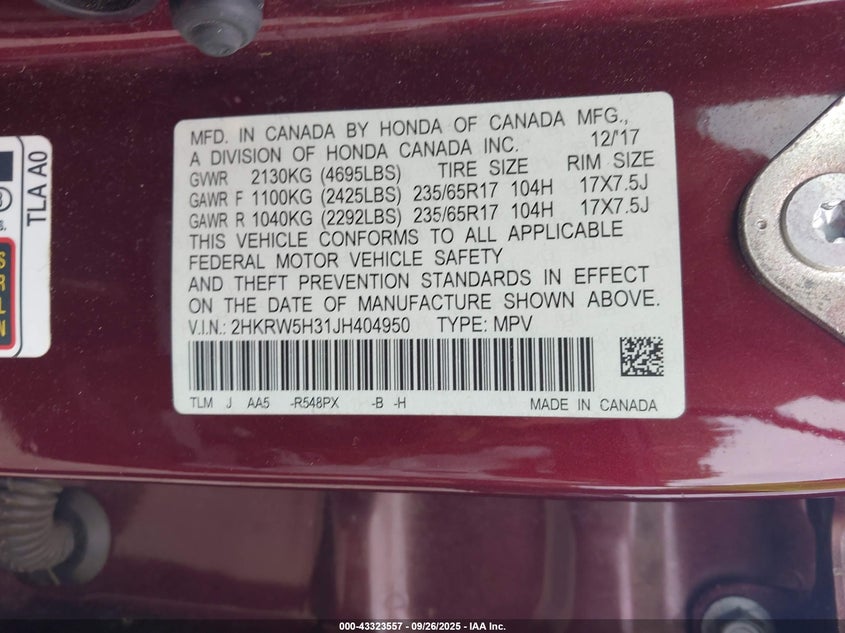 MFD. IN CANADA BY HONDA OF CANADA MFG.,
A DIVISION OF HONDA CANADA INC. 12/'17
GVWR 2130KG (4695LBS) TIRE SIZE RIM SIZE
GAWR F 1100KG (2425LBS) 235/65R17 104H 17X7.5J
GAWR R 1040KG (2292LBS) 235/65R17 104H 17X7.5J
THIS VEHICLE CONFORMS TO ALL APPLICABLE
FEDERAL MOTOR VEHICLE SAFETY
AND THEFT PREVENTION STANDARDS IN EFFECT
ON THE DATE OF MANUFACTURE SHOWN ABOVE.
V.I.N.: 2HKRW5H31JH404950 TYPE: MPV
TLM J AA5 -R548PX -B -H MADE IN CANADA
TLA A0
000-43323557 - 09/26/2025 - IAA Inc.